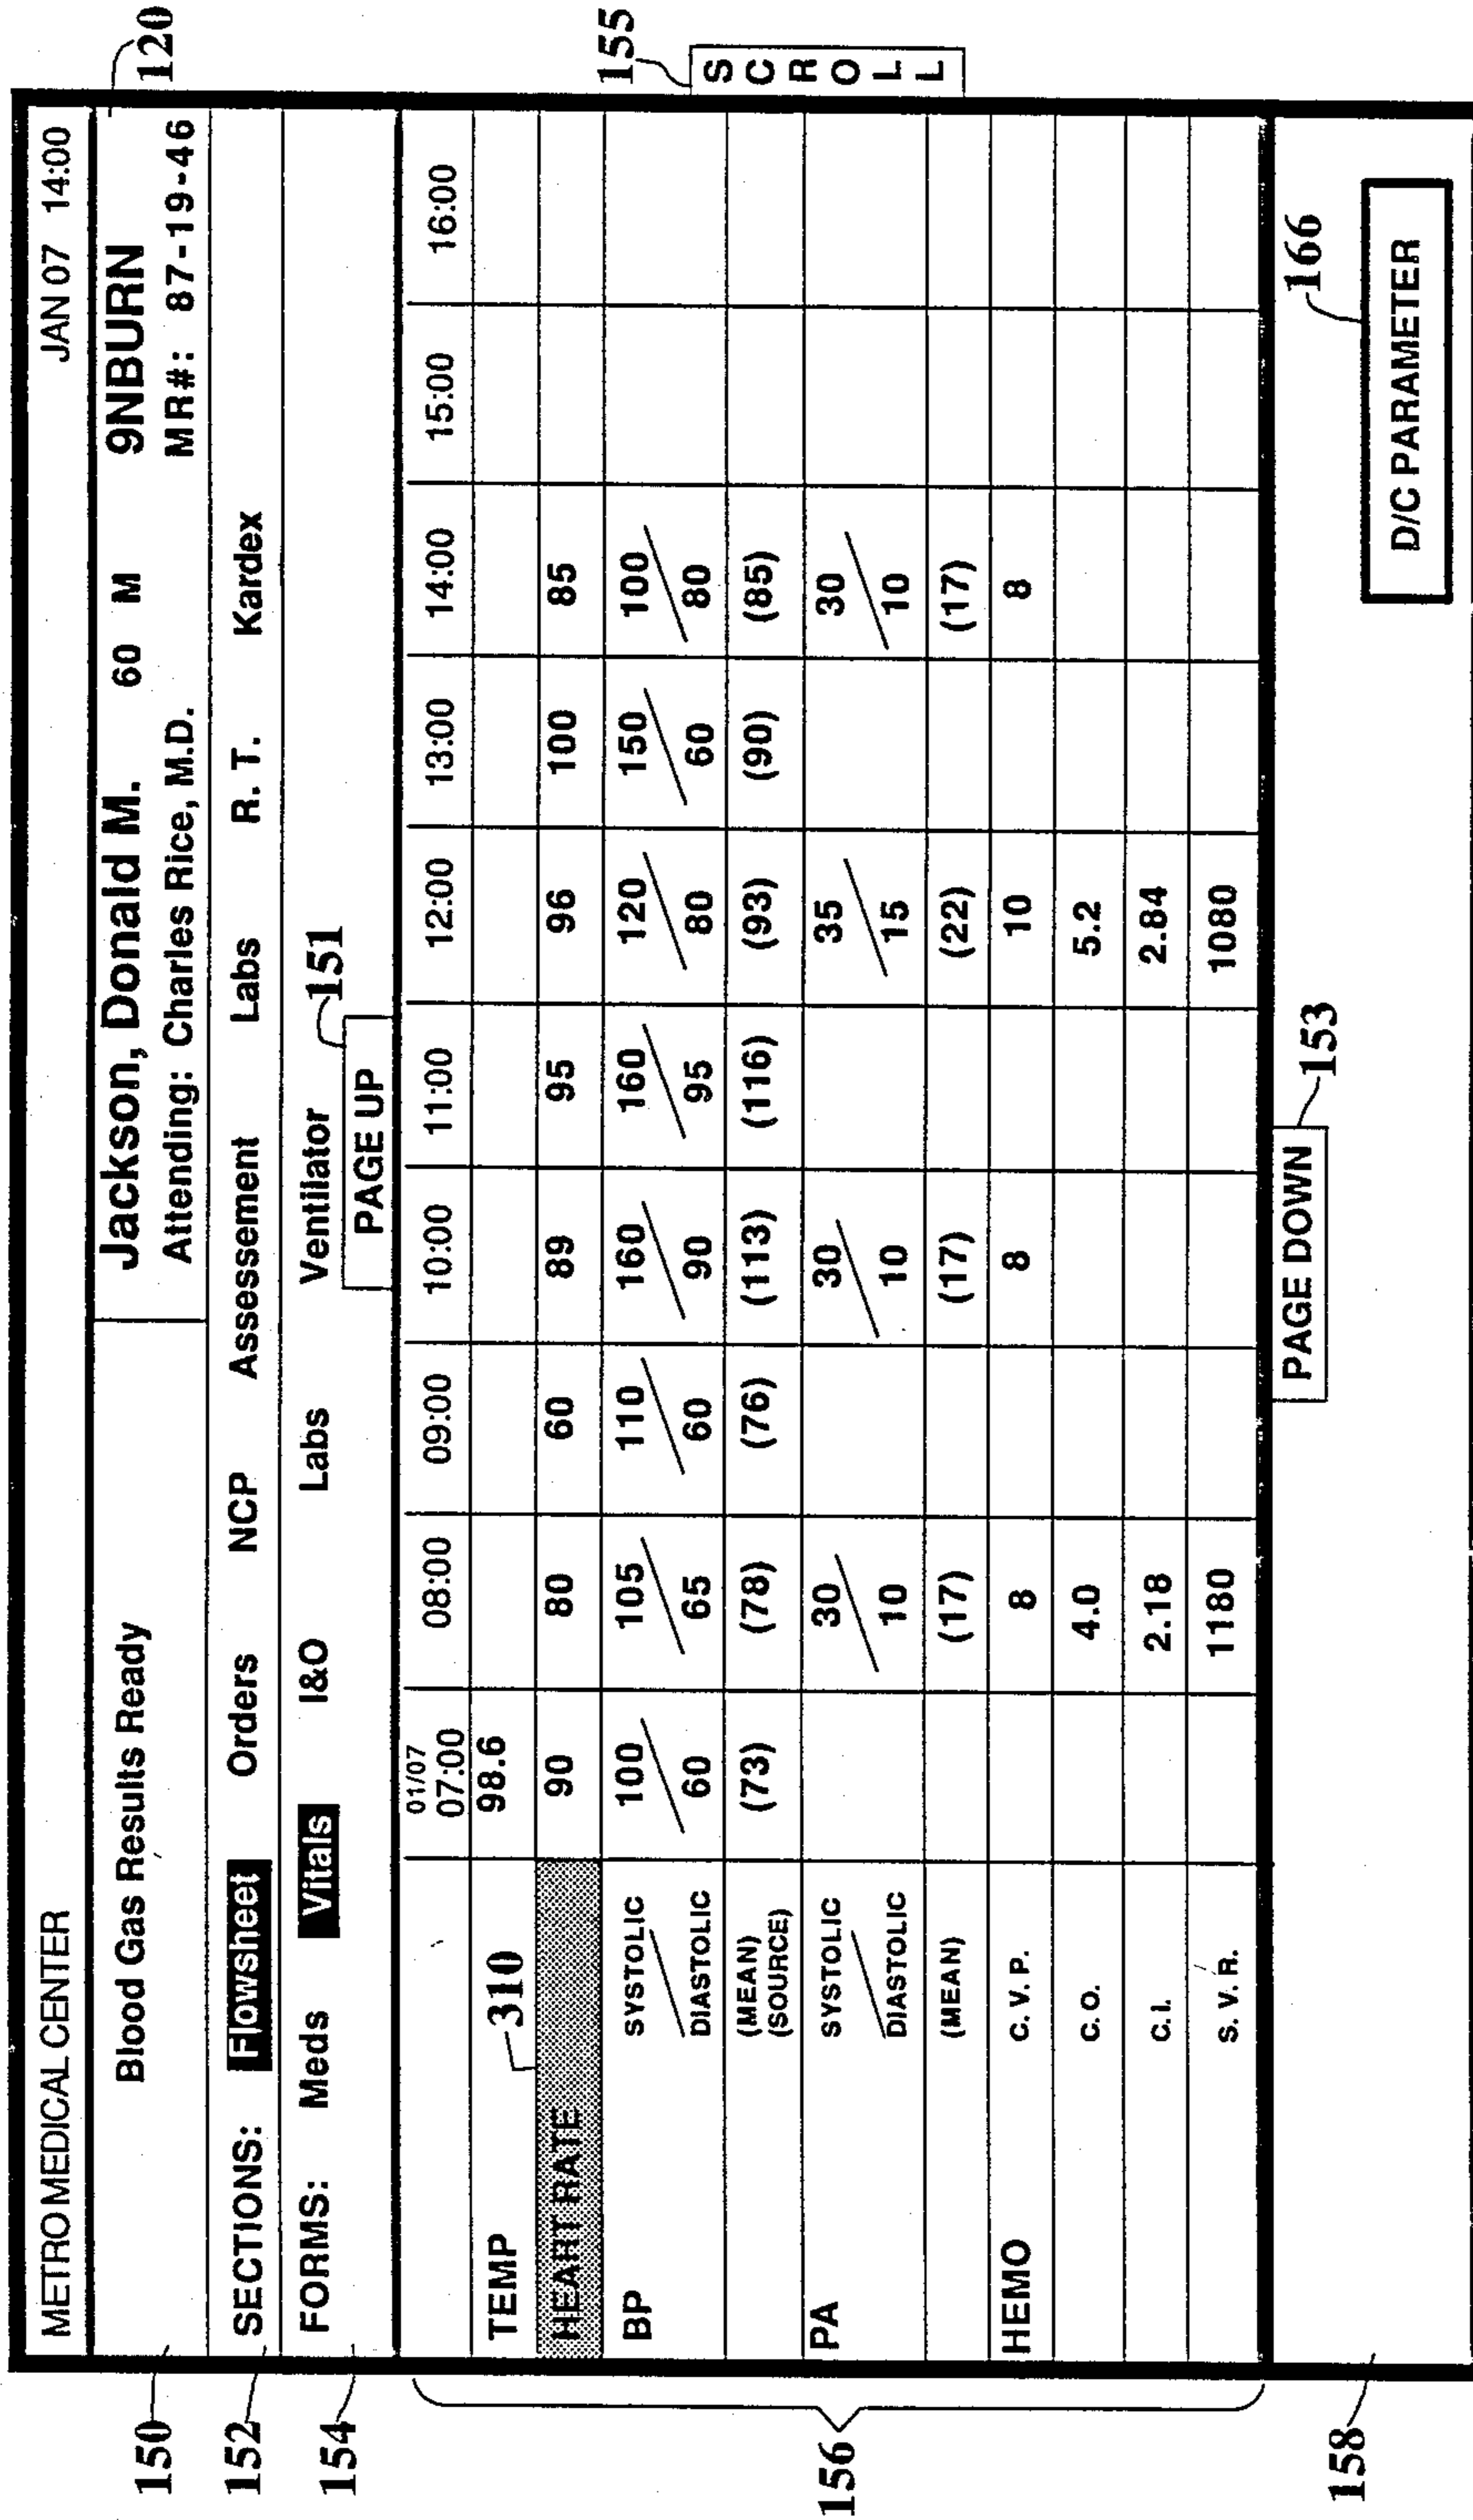 METRO MEDICAL CENTER JAN 07 14:00
120
150 Blood Gas Results Ready Jackson, Donald M. 60 M 9NBURN
Attending: Charles Rice, M.D. MR#: 87-19-46
152 SECTIONS: Flowsheet Orders NCP Assessement Labs R. T. Kardex
154 FORMS: Meds Vitals I&O Labs Ventilator 151
PAGE UP
01/07
07:00 08:00 09:00 10:00 11:00 12:00 13:00 14:00 15:00 16:00
TEMP 310 98.6
HEART RATE 90 80 60 89 95 96 100 85
BP SYSTOLIC 100 105 110 160 160 120 150 100
DIASTOLIC 60 65 60 90 95 80 60 80
(MEAN) (73) (78) (76) (113) (116) (93) (90) (85)
(SOURCE)
155 SCROLL
156
PA SYSTOLIC 30 30 35 30
DIASTOLIC 10 10 15 10
(MEAN) (17) (17) (22) (17)
HEMO C. V. P. 8 8 10 8
C. O. 4.0 5.2
C. I. 2.18 2.84
S. V. R. 1180 1080
PAGE DOWN 153
166
158 D/C PARAMETER